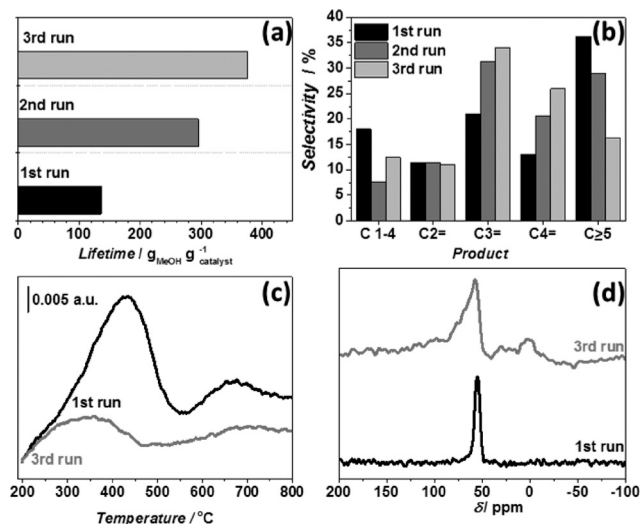 (a)
3rd run
2nd run
1st run
0 100 200 300 400
Lifetime / g MeOH g -1 catalyst
(b)
1st run
2nd run
3rd run
Selectivity / %
40
35
30
25
20
15
10
5
0
C 1-4 C2= C3= C4= C≥5
Product
(c)
0.005 a.u.
1st run
3rd run
200 300 400 500 600 700 800
Temperature / °C
(d)
3rd run
1st run
200 150 100 50 0 -50 -100
δ/ ppm